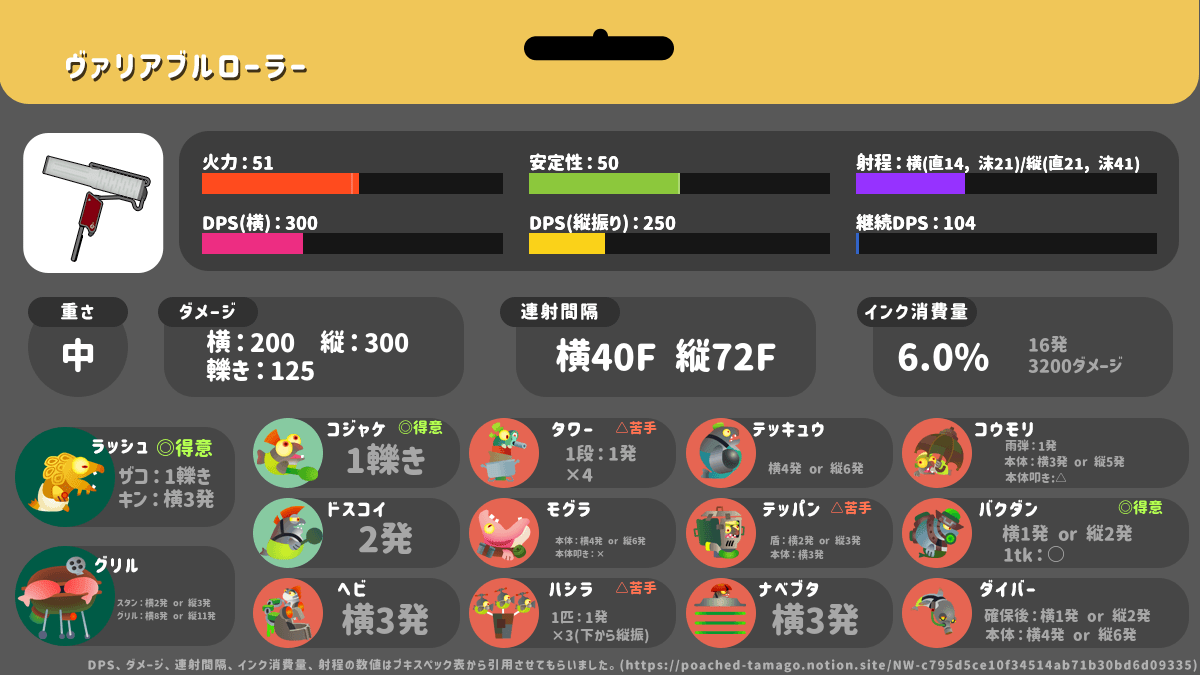 ヴァリアブルローラー
火力：51
安定性：50
射程：横(直14, 沫21)/縦(直21, 沫41)
DPS(横)：300
DPS(縦振り)：250
継続DPS：104
重さ
中
ダメージ
横：200　縦：300
轢き：125
連射間隔
横40F 縦72F
インク消費量
6.0%
16発
3200ダメージ
ラッシュ ◎得意
ザコ：1轢き
キン：横3発
グリル
スタン：横2発 or 縦3発
グリル：横8発 or 縦11発
コジャケ ◎得意
1轢き
ドスコイ
2発
ヘビ
横3発
タワー △苦手
1段：1発
×4
モグラ
本体：横4発 or 縦6発
本体叩き：×
ハシラ △苦手
1匹：1発
×3(下から縦振)
テッキュウ
横4発 or 縦6発
テッパン △苦手
盾：横2発 or 縦3発
本体：横3発
ナベブタ
横3発
コウモリ
雨弾：1発
本体：横3発 or 縦5発
本体叩き:△
バクダン ◎得意
横1発 or 縦2発
1tk：○
ダイバー
確保後：横1発 or 縦2発
本体：横4発 or 縦6発
DPS、ダメージ、連射間隔、インク消費量、射程の数値はブキスペック表から引用させてもらいました。(https://poached-tamago.notion.site/NW-c795d5ce10f34514ab71b30bd6d09335)